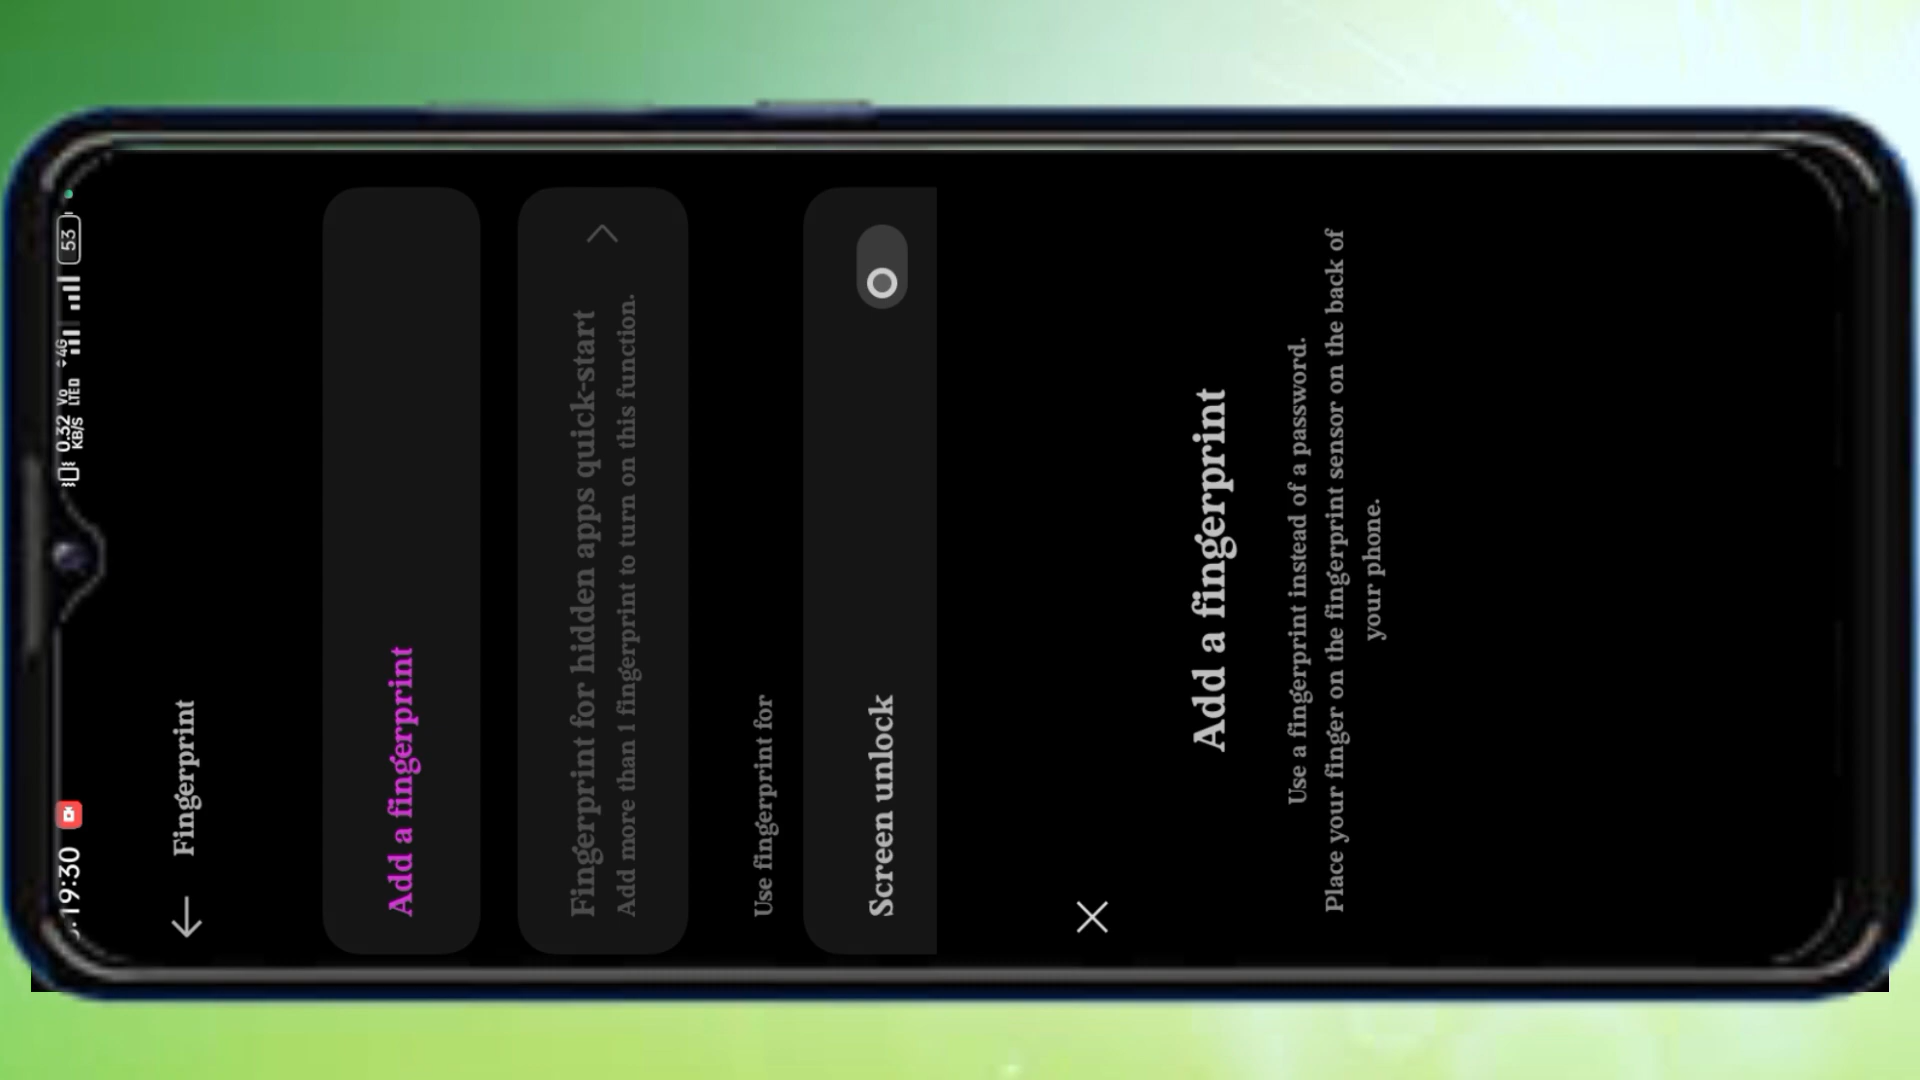 19:30
0.32
KB/S
Vo
LTED
4G
53
Fingerprint
Add a fingerprint
Fingerprint for hidden apps quick-start
Add more than 1 fingerprint to turn on this function.
Use fingerprint for
Screen unlock
Add a fingerprint
Use a fingerprint instead of a password.
Place your finger on the fingerprint sensor on the back of
your phone.